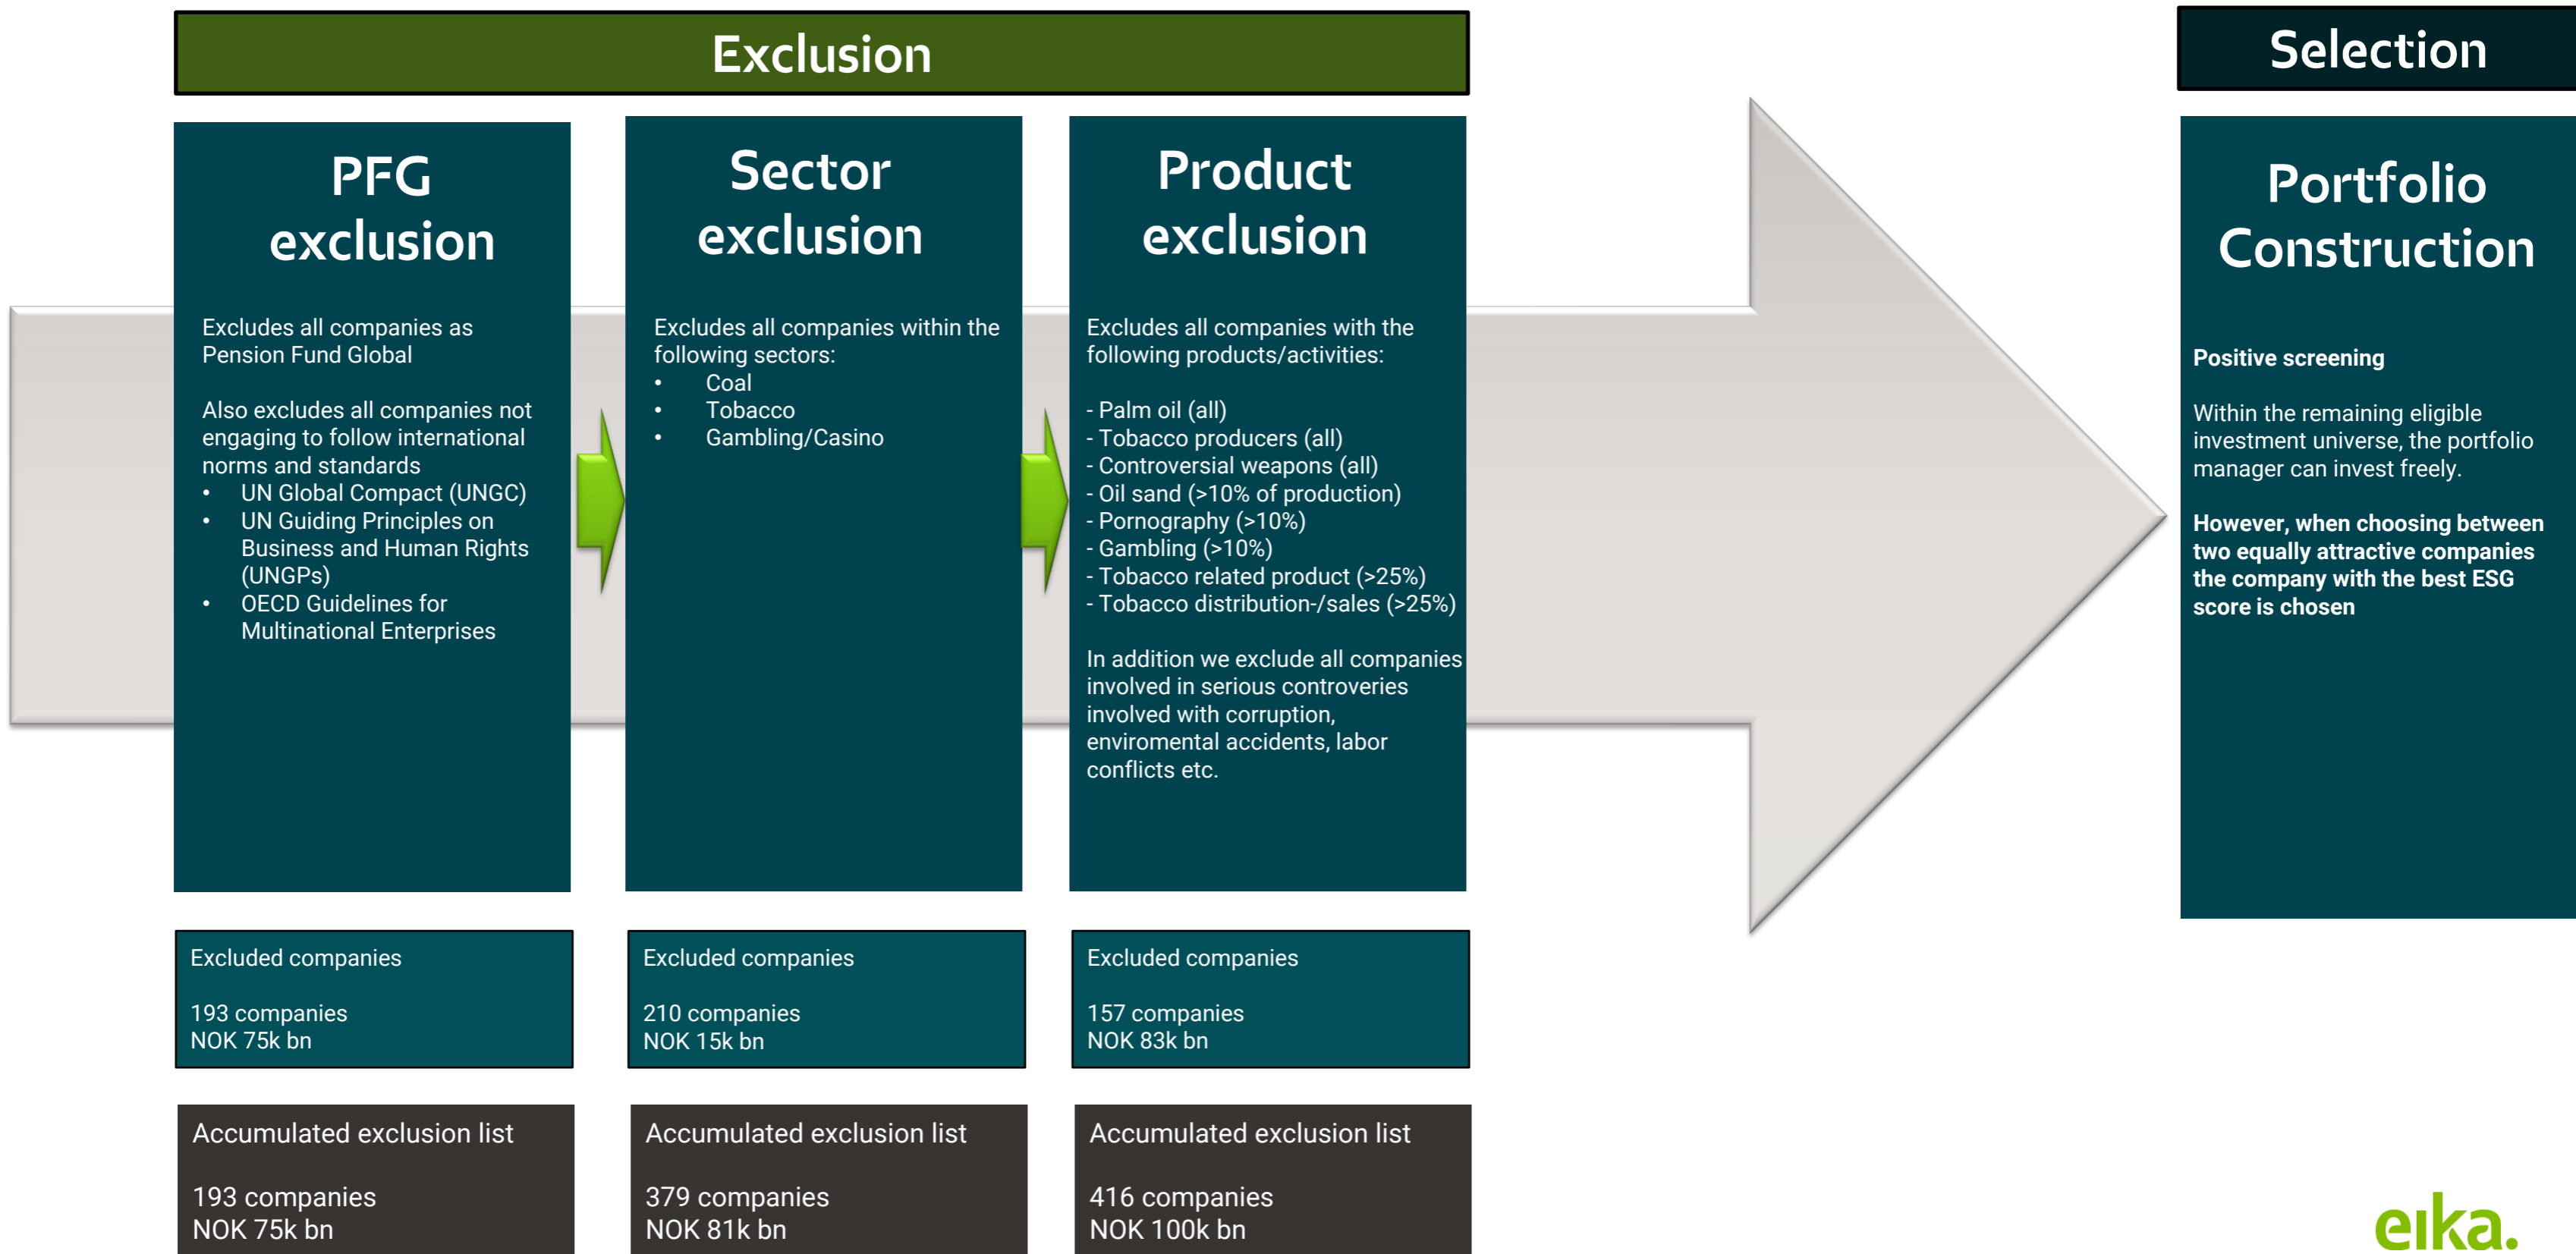 Exclusion
Selection
PFG
exclusion
Excludes all companies as
Pension Fund Global
Also excludes all companies not
engaging to follow international
norms and standards
• UN Global Compact (UNGC)
• UN Guiding Principles on
Business and Human Rights
(UNGPs)
• OECD Guidelines for
Multinational Enterprises
Sector
exclusion
Excludes all companies within the
following sectors:
• Coal
• Tobacco
• Gambling/Casino
Product
exclusion
Excludes all companies with the
following products/activities:
- Palm oil (all)
- Tobacco producers (all)
- Controversial weapons (all)
- Oil sand (>10% of production)
- Pornography (>10%)
- Gambling (>10%)
- Tobacco related product (>25%)
- Tobacco distribution-/sales (>25%)
In addition we exclude all companies
involved in serious controveries
involved with corruption,
enviromental accidents, labor
conflicts etc.
Portfolio
Construction
Positive screening
Within the remaining eligible
investment universe, the portfolio
manager can invest freely.
However, when choosing between
two equally attractive companies
the company with the best ESG
score is chosen
Excluded companies
193 companies
NOK 75k bn
Excluded companies
210 companies
NOK 15k bn
Excluded companies
157 companies
NOK 83k bn
Accumulated exclusion list
193 companies
NOK 75k bn
Accumulated exclusion list
379 companies
NOK 81k bn
Accumulated exclusion list
416 companies
NOK 100k bn
eika.